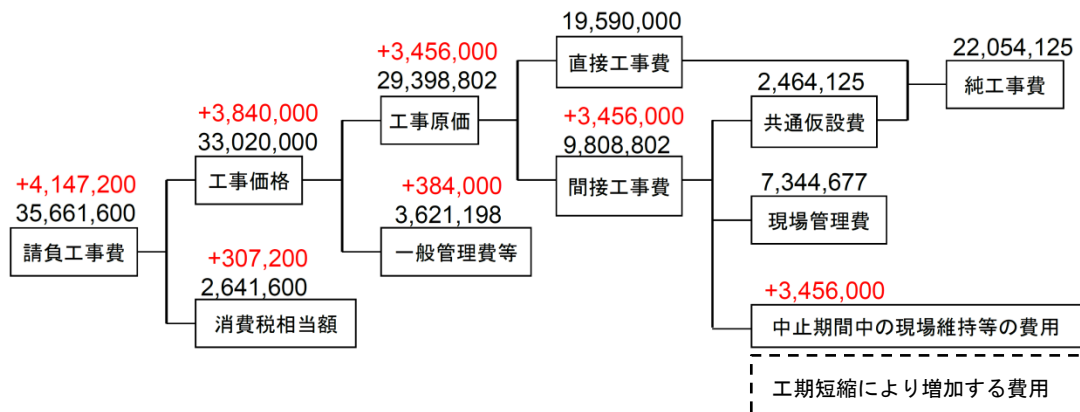 19,590,000
直接工事費
22,054,125
純工事費
+3,456,000
29,398,802
工事原価
2,464,125
共通仮設費
+3,840,000
33,020,000
工事価格
+3,456,000
9,808,802
間接工事費
+4,147,200
35,661,600
請負工事費
+384,000
3,621,198
一般管理費等
7,344,677
現場管理費
+307,200
2,641,600
消費税相当額
+3,456,000
中止期間中の現場維持等の費用
工期短縮により増加する費用